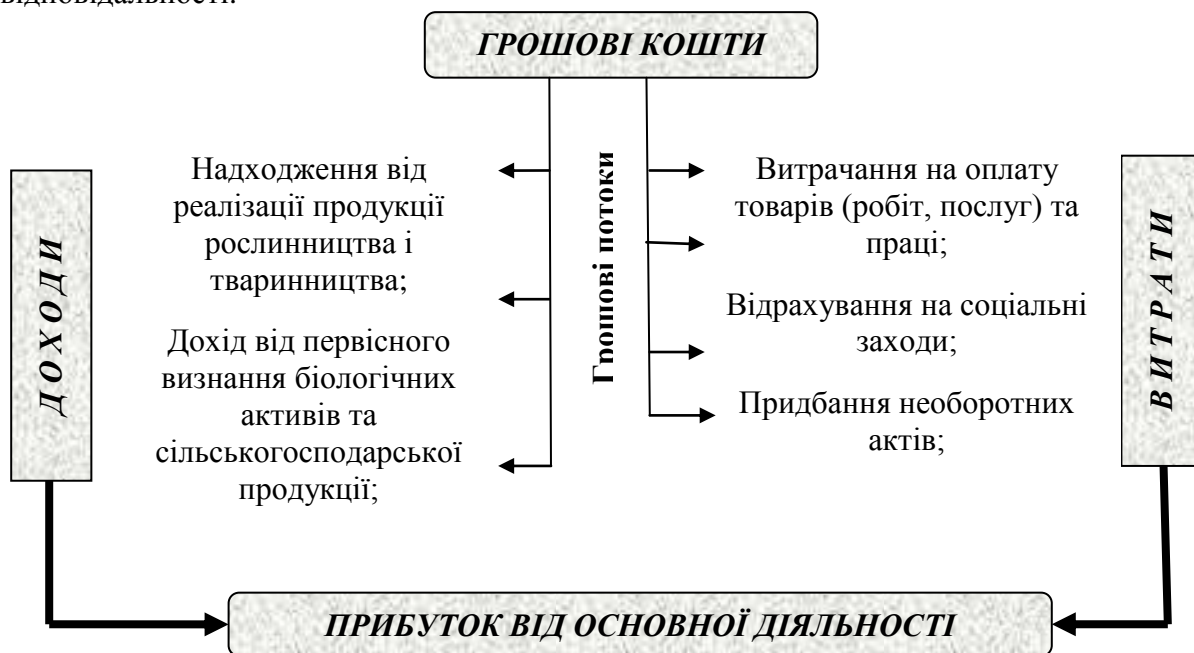 ГРОШОВІ КОШТИ
ДОХОДИ
Надходження від
реалізації продукції
рослинництва і
тваринництва;
Дохід від первісного
визнання біологічних
активів та
сільськогосподарської
продукції;
Грошові потоки
Витрачання на оплату
товарів (робіт, послуг) та
праці;
Відрахування на соціальні
заходи;
Придбання необоротних
актів;
ВИТРАТИ
ПРИБУТОК ВІД ОСНОВНОЇ ДІЯЛЬНОСТІ